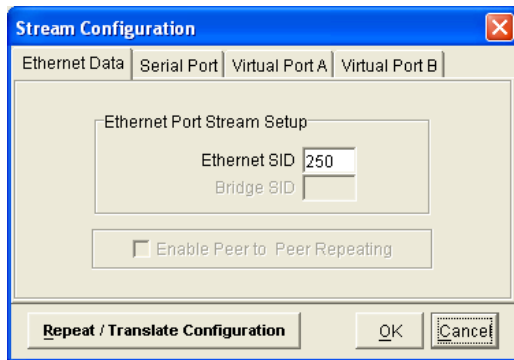 Stream Configuration
Ethernet Data Serial Port Virtual Port A Virtual Port B
Ethernet Port Stream Setup
Ethernet SID 250
Bridge SID
Enable Peer to Peer Repeating
Repeat / Translate Configuration OK Cancel